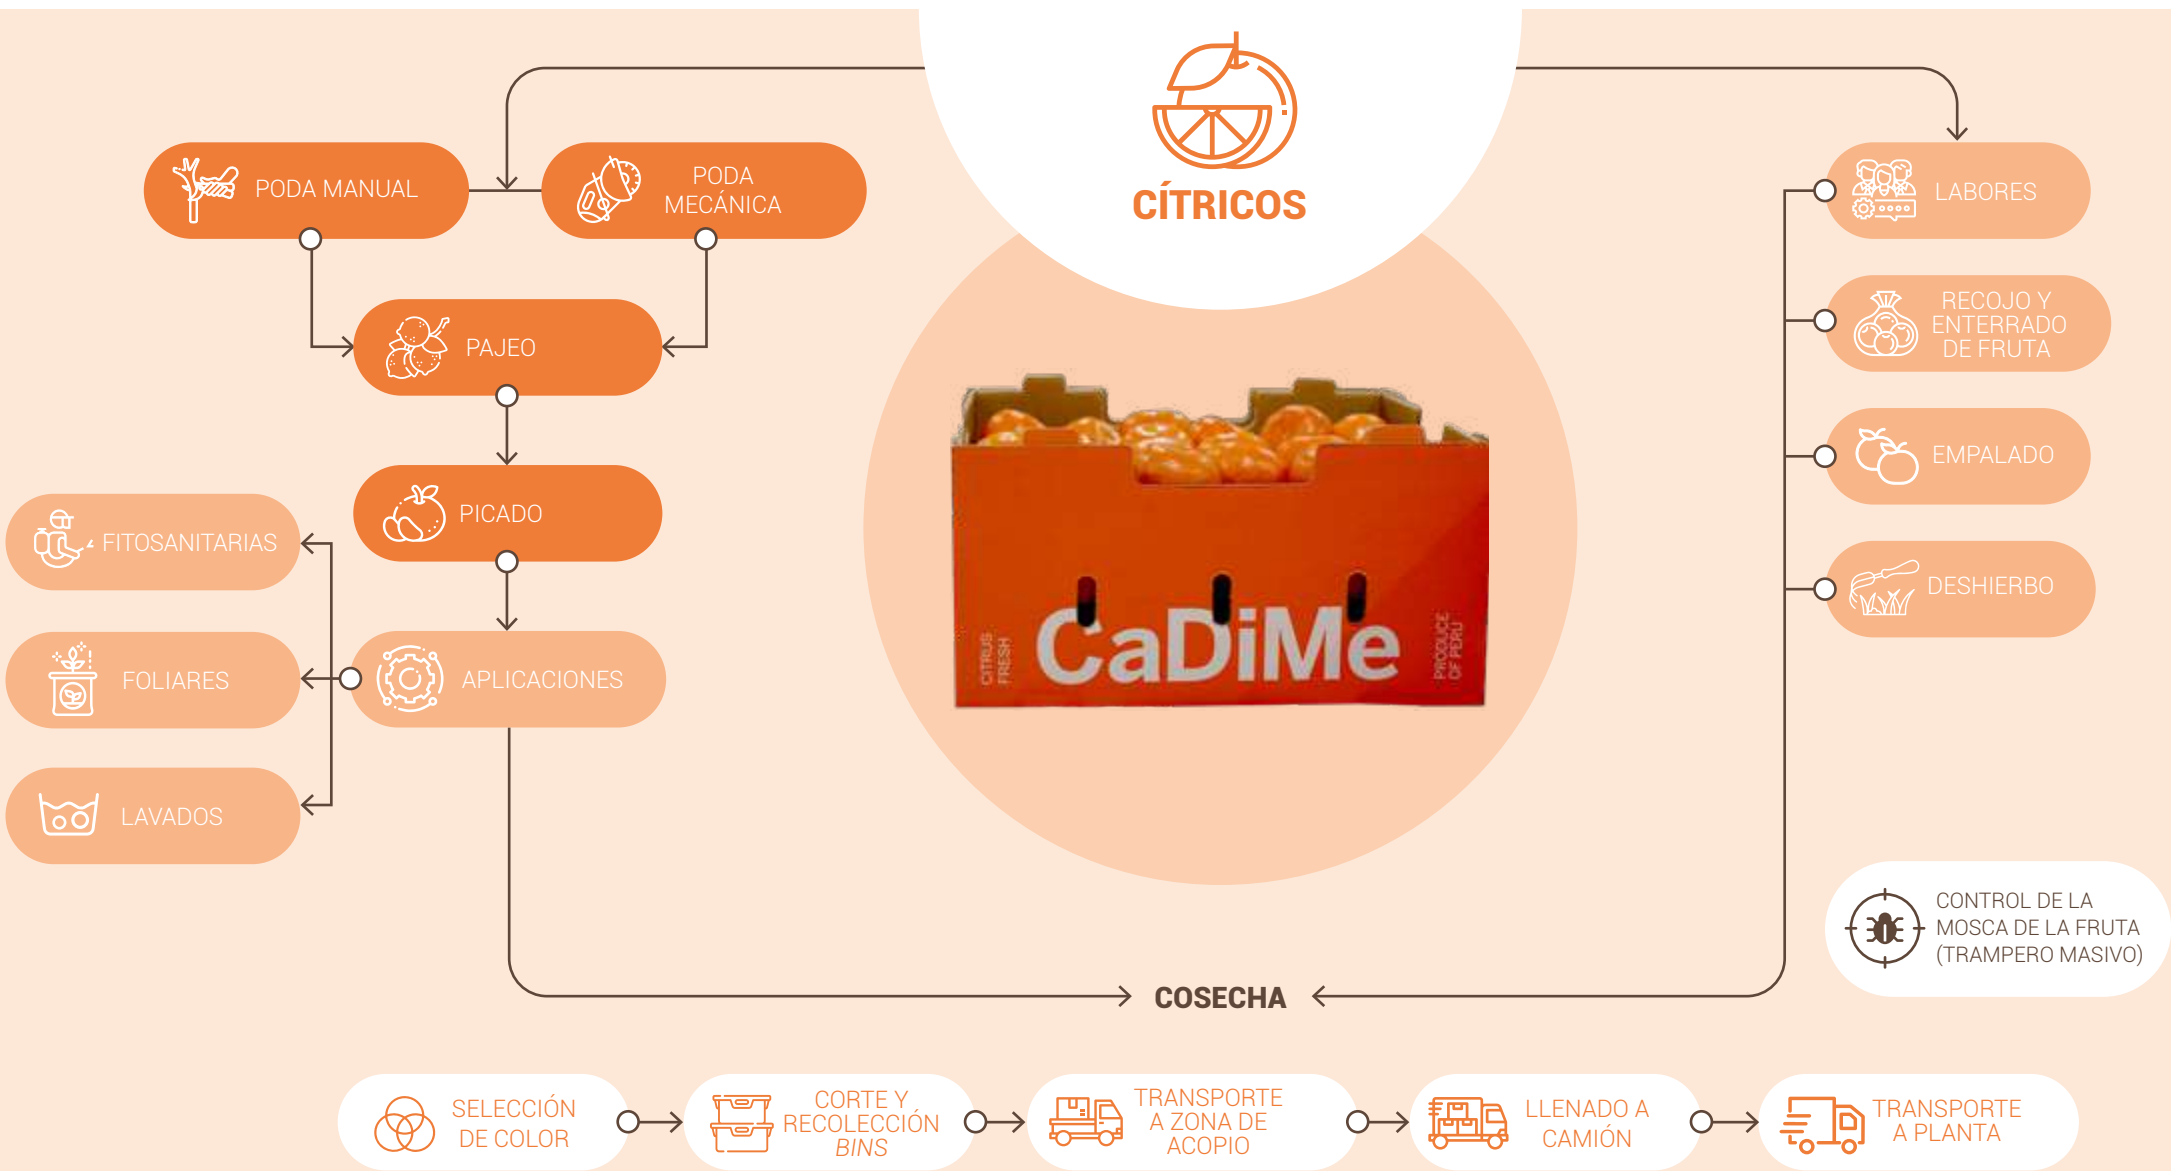 CÍTRICOS
PODA MANUAL
PODA
MECÁNICA
PAJEO
PICADO
APLICACIONES
FITOSANITARIAS
FOLIARES
LAVADOS
CITRUS
FRESH
CaDiMe
PRODUCE
OF PERU
LABORES
RECOJO Y
ENTERRADO
DE FRUTA
EMPALADO
DESHIERBO
CONTROL DE LA
MOSCA DE LA FRUTA
(TRAMPERO MASIVO)
COSECHA
SELECCIÓN
DE COLOR
CORTE Y
RECOLECCIÓN
BINS
TRANSPORTE
A ZONA DE
ACOPIO
LLENADO A
CAMIÓN
TRANSPORTE
A PLANTA